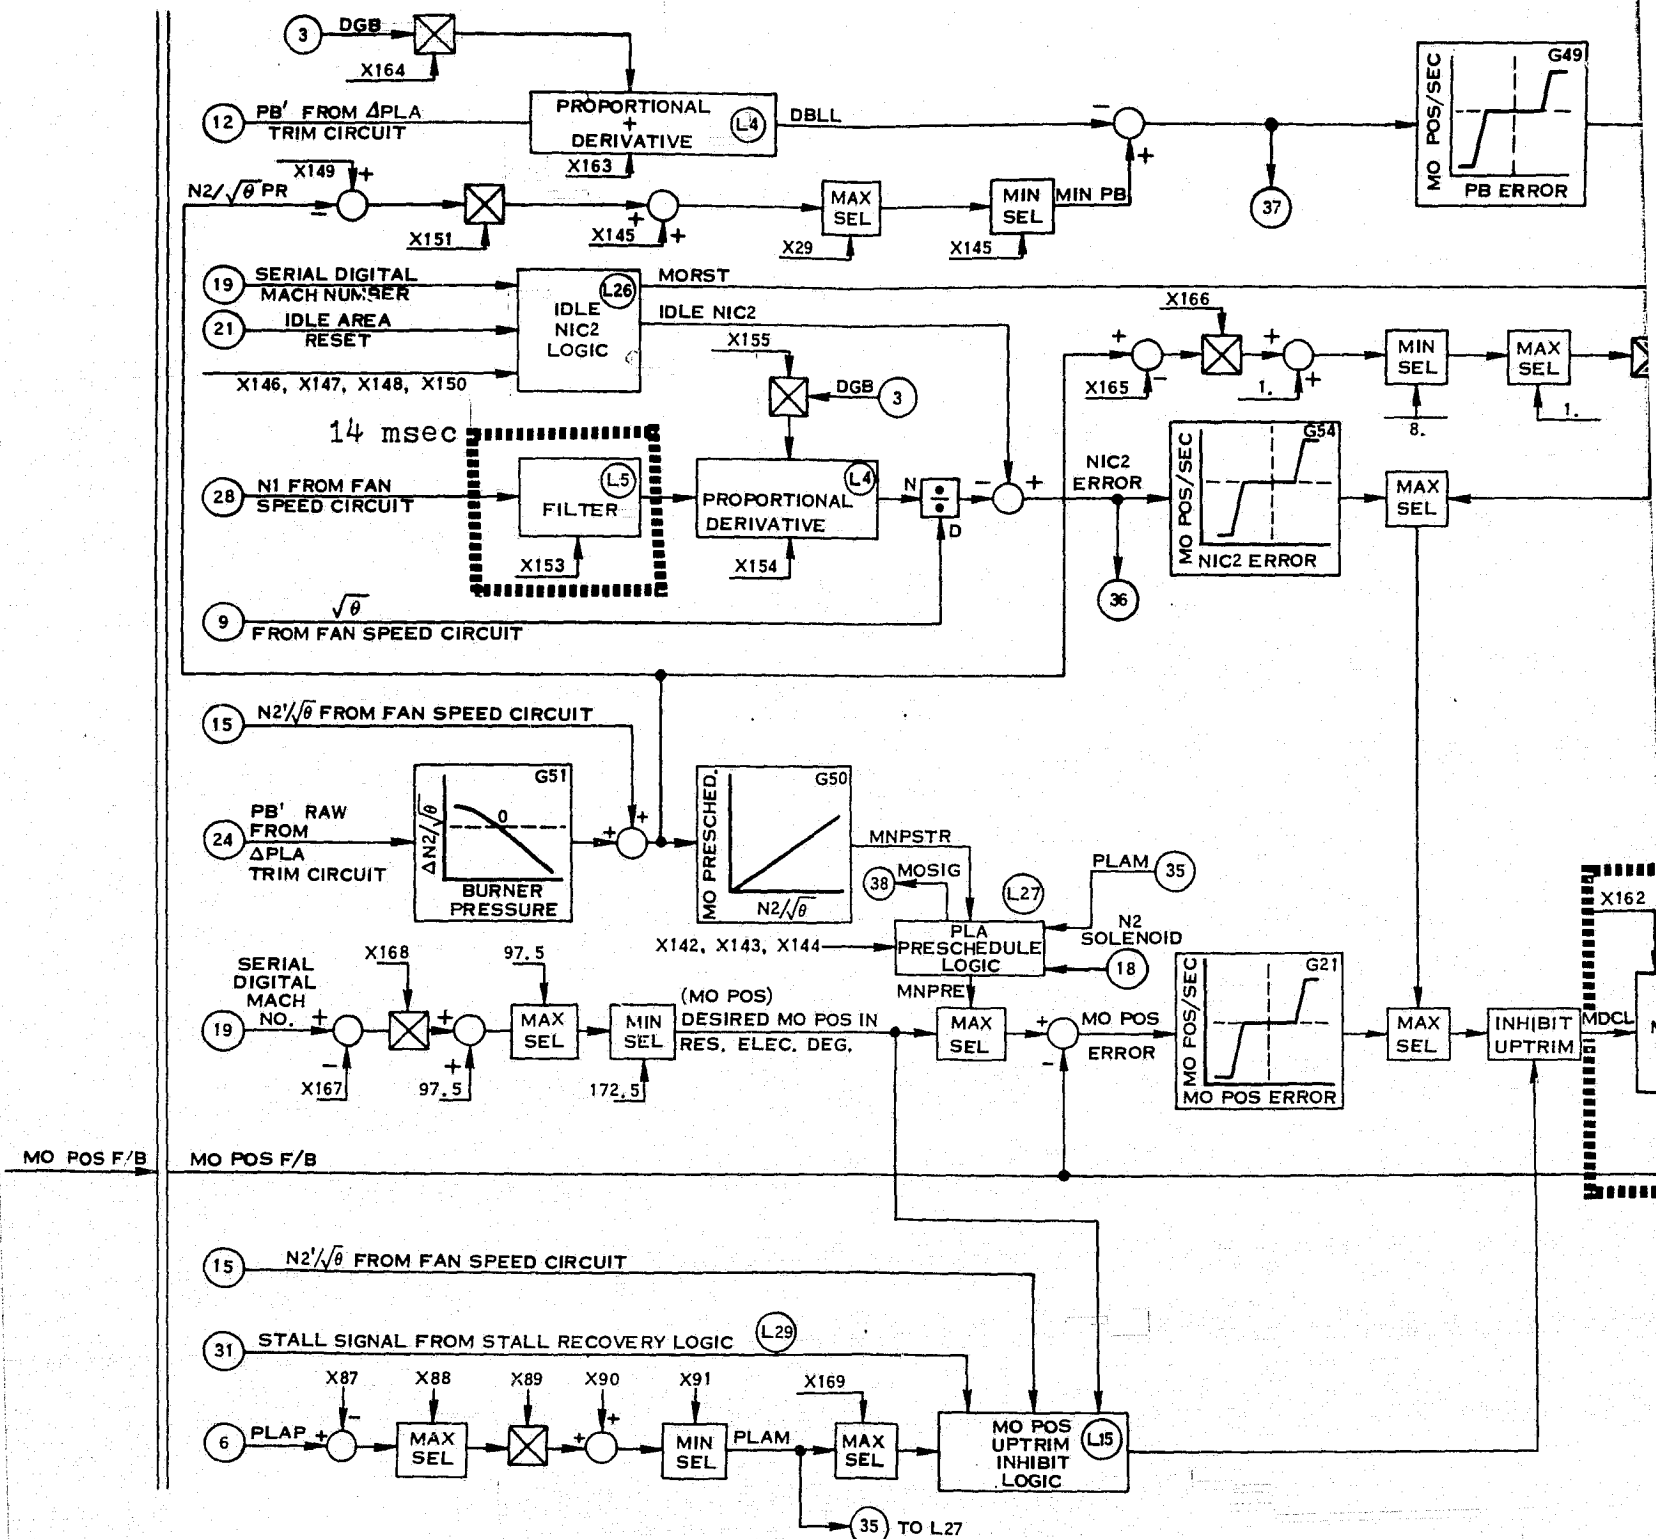 3
DGB
X164
12
PB' FROM ΔPLA
TRIM CIRCUIT
PROPORTIONAL
+
DERIVATIVE
L4
X163
DBLL
−
+
37
MO POS/SEC
G49
PB ERROR
X149
+
N2/√θ PR
−
X151
X145
+
+
MAX
SEL
X29
MIN
SEL
X145
MIN PB
19
SERIAL DIGITAL
MACH NUMBER
21
IDLE AREA
RESET
X146, X147, X148, X150
L26
IDLE
NIC2
LOGIC
MORST
IDLE NIC2
X155
DGB
3
X166
+
−
X165
+
+
1.
MIN
SEL
8.
MAX
SEL
1.
14 msec
28
N1 FROM FAN
SPEED CIRCUIT
L5
FILTER
X153
L4
PROPORTIONAL
DERIVATIVE
X154
N
÷
D
−
+
NIC2
ERROR
36
MO POS/SEC
G54
NIC2 ERROR
MAX
SEL
9
√θ
FROM FAN SPEED CIRCUIT
15
N2'/√θ FROM FAN SPEED CIRCUIT
24
PB' RAW
FROM
ΔPLA
TRIM CIRCUIT
ΔN2/√θ
G51
0
BURNER
PRESSURE
+
+
MO PRESCHED.
G50
N2/√θ
MNPSTR
MOSIG
38
L27
PLAM
35
PLA
PRESCHEDULE
LOGIC
X142, X143, X144
N2
SOLENOID
18
MNPRE
X162
SERIAL
DIGITAL
MACH
NO.
19
+
−
X167
X168
+
+
97.5
97.5
MAX
SEL
MIN
SEL
172.5
(MO POS)
DESIRED MO POS IN
RES. ELEC. DEG.
MAX
SEL
+
−
MO POS
ERROR
MO POS/SEC
G21
MO POS ERROR
MAX
SEL
INHIBIT
UPTRIM
MDCL
MO POS F/B
MO POS F/B
15
N2'/√θ FROM FAN SPEED CIRCUIT
31
STALL SIGNAL FROM STALL RECOVERY LOGIC
L29
X87
X88
X89
X90
X91
X169
6
PLAP
+
−
MAX
SEL
+
+
MIN
SEL
PLAM
MAX
SEL
MO POS
UPTRIM
INHIBIT
LOGIC
L15
35
TO L27